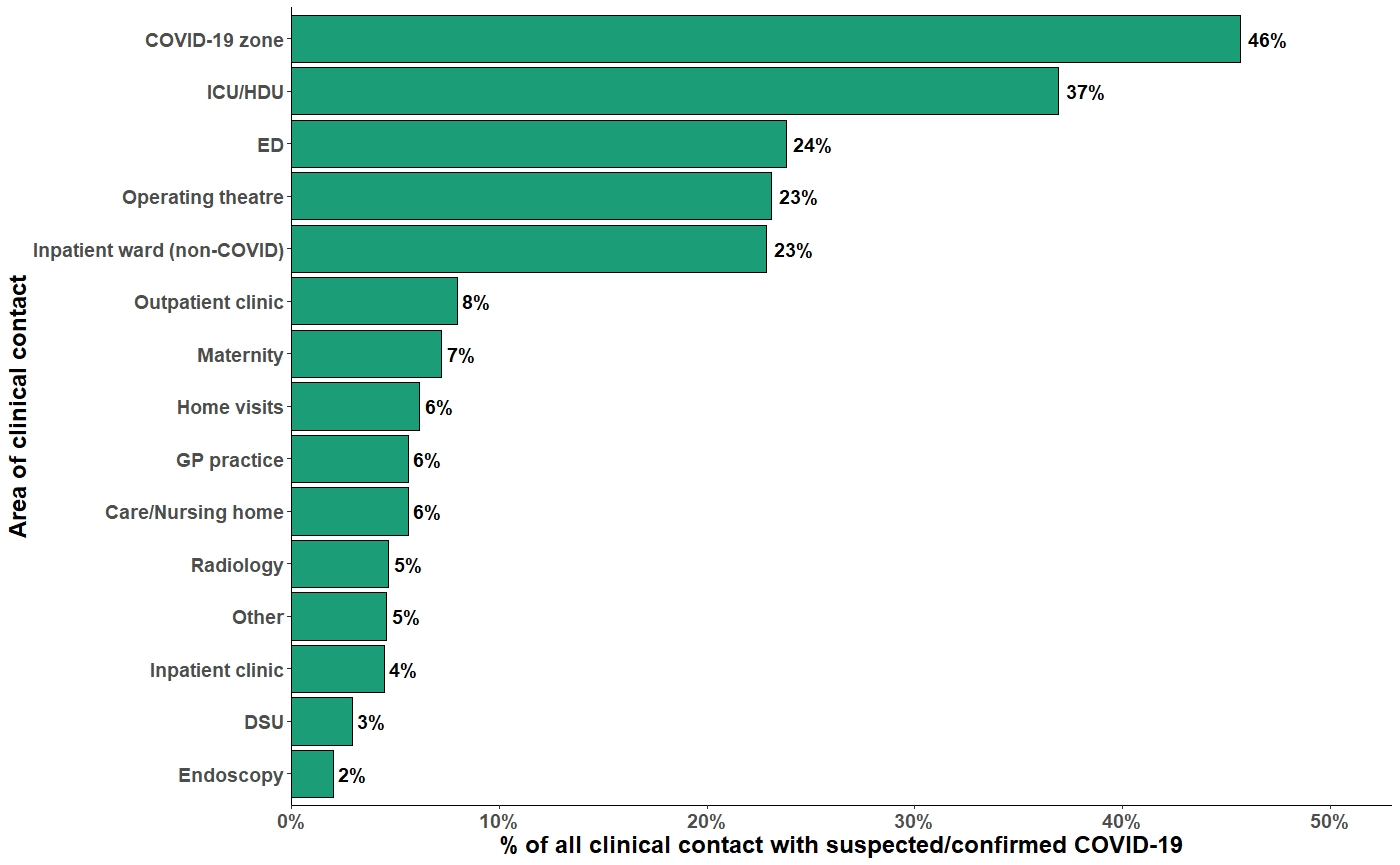 COVID-19 zone 46%
ICU/HDU 37%
ED 24%
Operating theatre 23%
Inpatient ward (non-COVID) 23%
Outpatient clinic 8%
Maternity 7%
Home visits 6%
GP practice 6%
Care/Nursing home 6%
Radiology 5%
Other 5%
Inpatient clinic 4%
DSU 3%
Endoscopy 2%
Area of clinical contact
0% 10% 20% 30% 40% 50%
% of all clinical contact with suspected/confirmed COVID-19